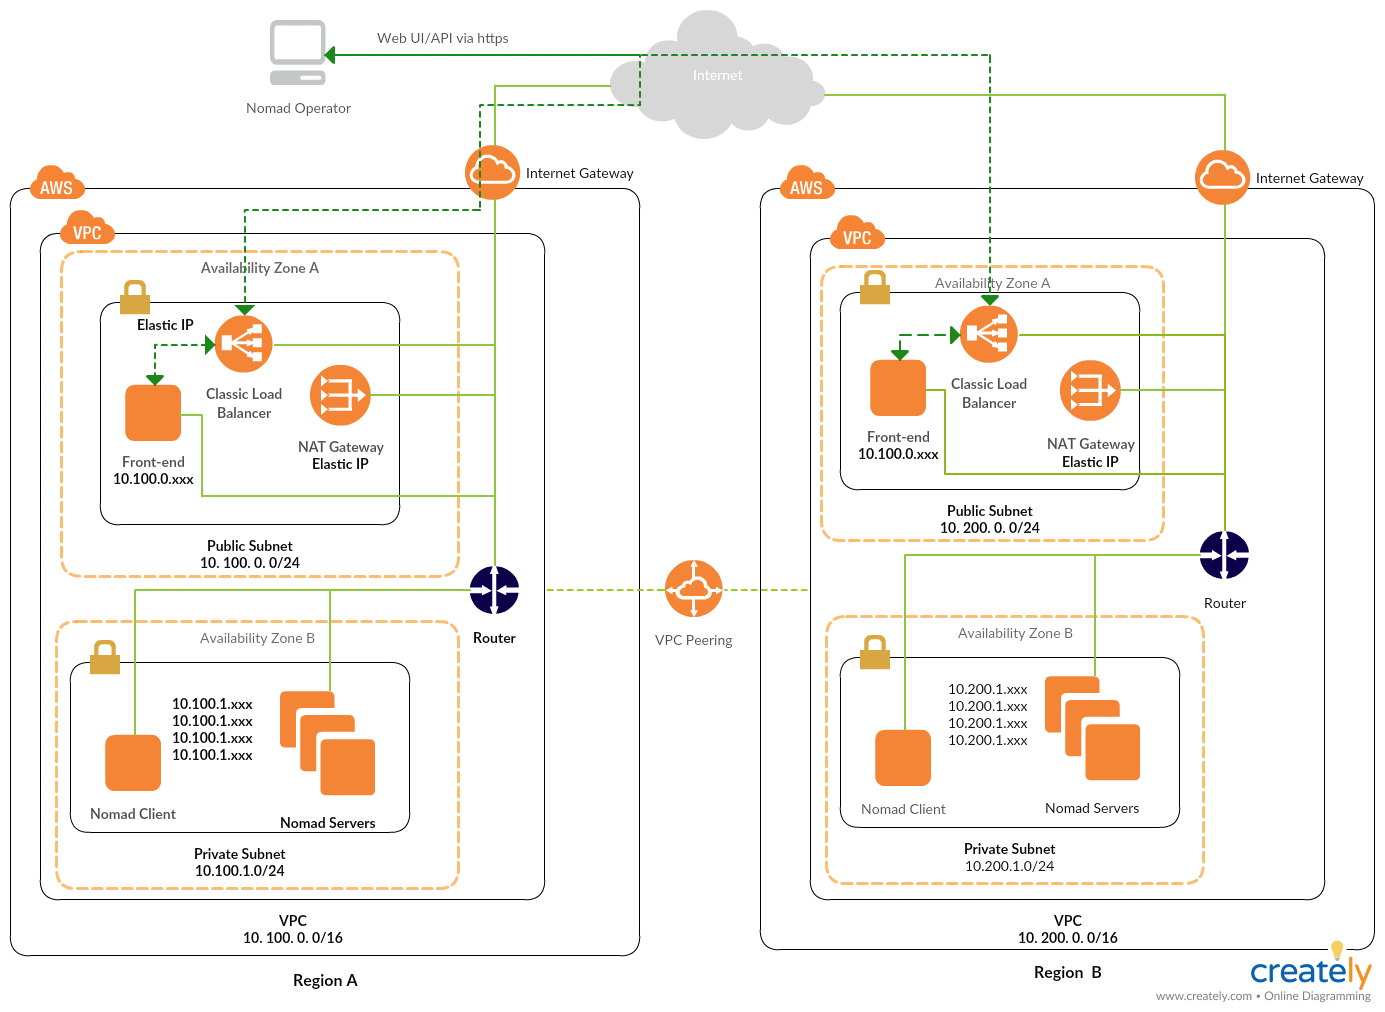 Web UI/API via https
Internet
Nomad Operator
Internet Gateway
AWS
VPC
Availability Zone A
Elastic IP
Classic Load
Balancer
NAT Gateway
Elastic IP
Front-end
10.100.0.xxx
Public Subnet
10. 100. 0. 0/24
Router
Availability Zone B
10.100.1.xxx
10.100.1.xxx
10.100.1.xxx
10.100.1.xxx
Nomad Client
Nomad Servers
Private Subnet
10.100.1.0/24
VPC
10. 100. 0. 0/16
Region A
VPC Peering
Internet Gateway
AWS
VPC
Availability Zone A
Classic Load
Balancer
NAT Gateway
Elastic IP
Front-end
10.100.0.xxx
Public Subnet
10. 200. 0. 0/24
Router
Availability Zone B
10.200.1.xxx
10.200.1.xxx
10.200.1.xxx
10.200.1.xxx
Nomad Client
Nomad Servers
Private Subnet
10.200.1.0/24
VPC
10. 200. 0. 0/16
Region B
creately
www.creately.com • Online Diagramming